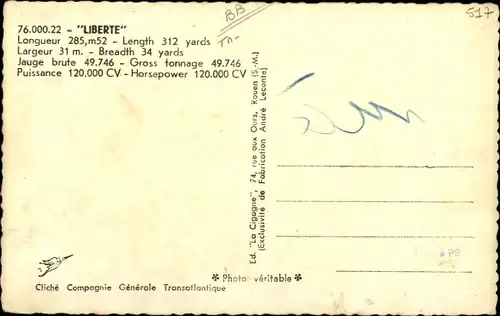 76.000.22 - "LIBERTE"
Longueur 285,m52 - Length 312 yards
Largeur 31 m. - Breadth 34 yards
Jauge brute 49.746 - Gross tonnage 49.746
Puissance 120,000 CV - Horsepower 120.000 CV
BB
517
Ed. "La Cigogne", 74, rue aux Ours, Rouen (S.-M.)
(Exclusivité de Fabrication André Leconte)
✻ Photo véritable ✻
Cliché Compagnie Générale Transatlantique